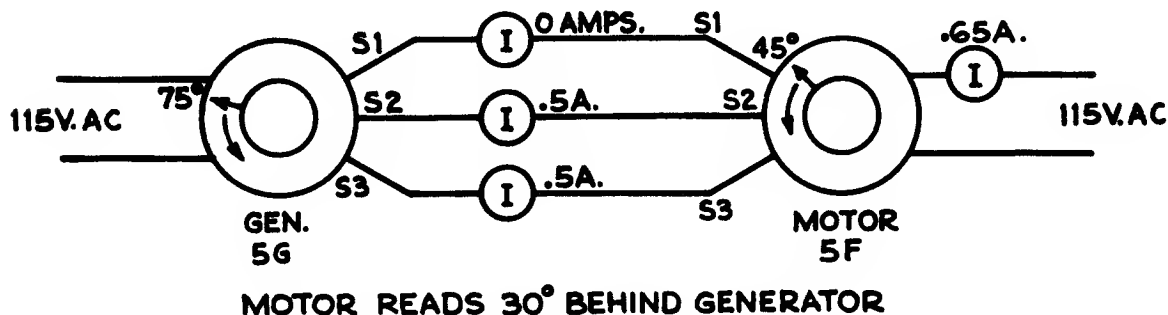 S1 I 0 AMPS. S1 .65A.
75° 45° I
115V. AC S2 I .5A. S2 115V. AC
S3 I .5A. S3
GEN. MOTOR
5G 5F
MOTOR READS 30° BEHIND GENERATOR